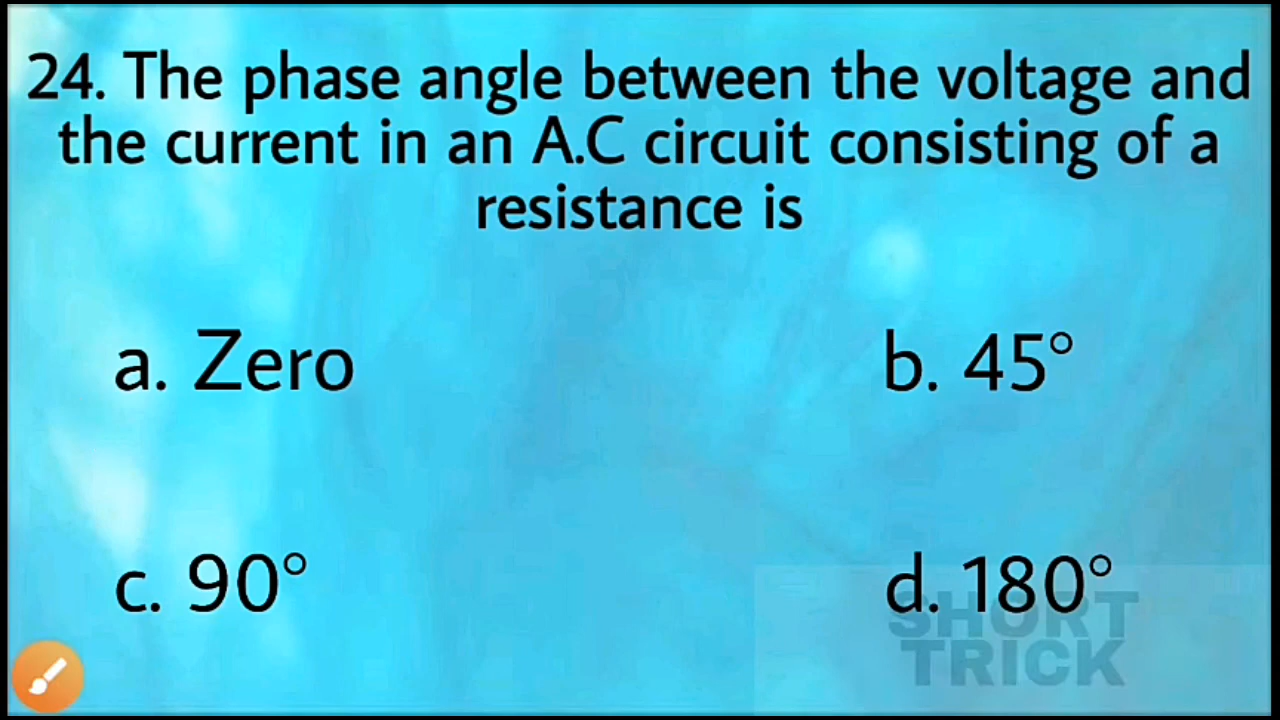 24. The phase angle between the voltage and
the current in an A.C circuit consisting of a
resistance is
a. Zero
b. 45°
c. 90°
d. 180°
SHORT
TRICK